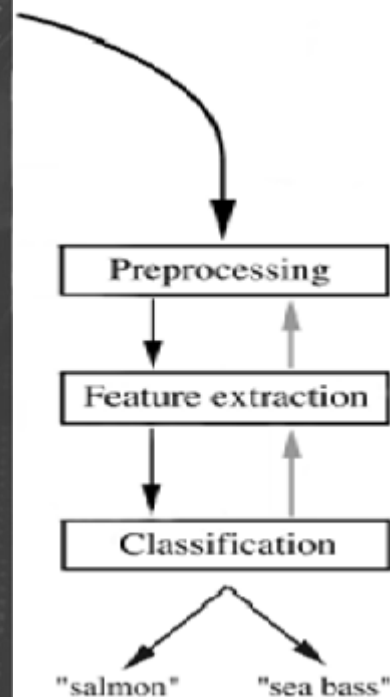 Preprocessing
Feature extraction
Classification
"salmon" "sea bass"